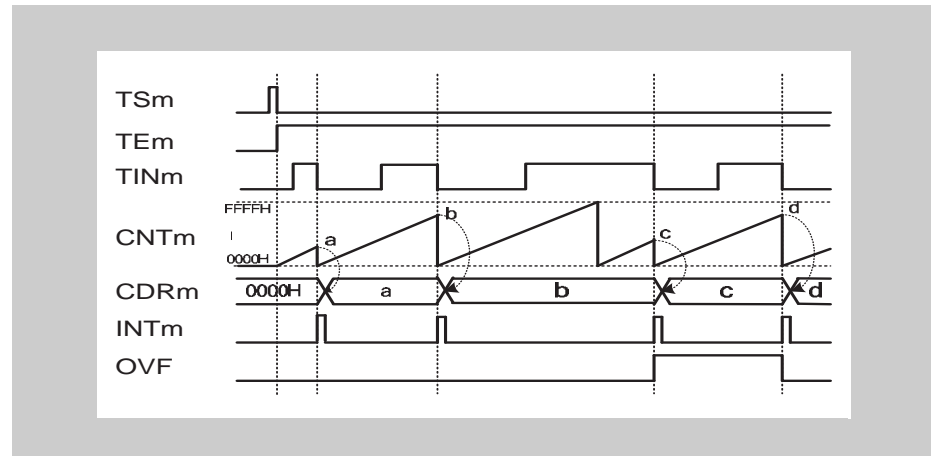 TSm
TEm
TINm
FFFFH
CNTm
0000H
a
b
c
d
CDRm
0000H
a
b
c
d
INTm
OVF